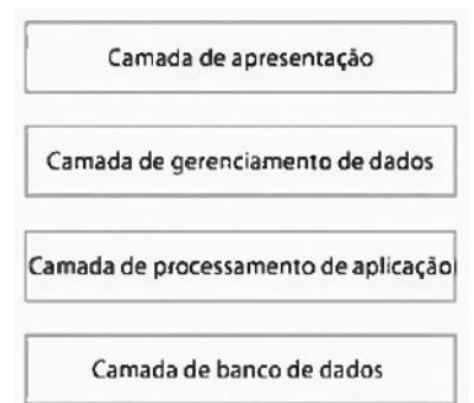 Camada de apresentação
Camada de gerenciamento de dados
Camada de processamento de aplicação
Camada de banco de dados